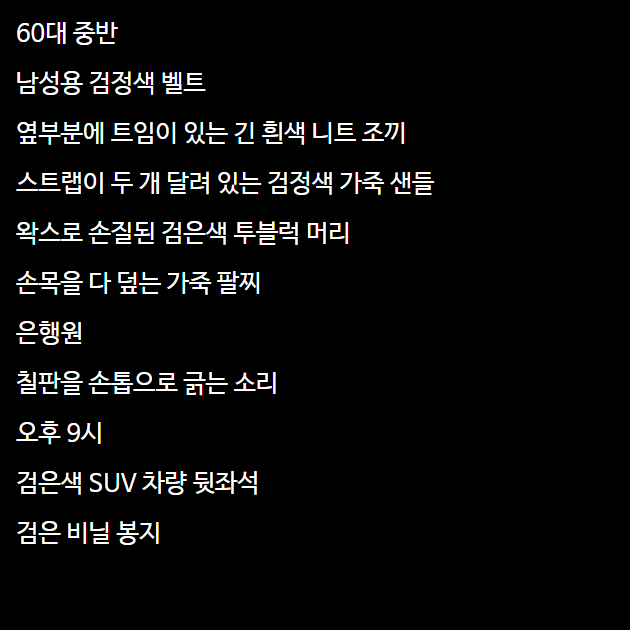 60대 중반
남성용 검정색 벨트
옆부분에 트임이 있는 긴 흰색 니트 조끼
스트랩이 두 개 달려 있는 검정색 가죽 샌들
왁스로 손질된 검은색 투블럭 머리
손목을 다 덮는 가죽 팔찌
은행원
칠판을 손톱으로 긁는 소리
오후 9시
검은색 SUV 차량 뒷좌석
검은 비닐 봉지